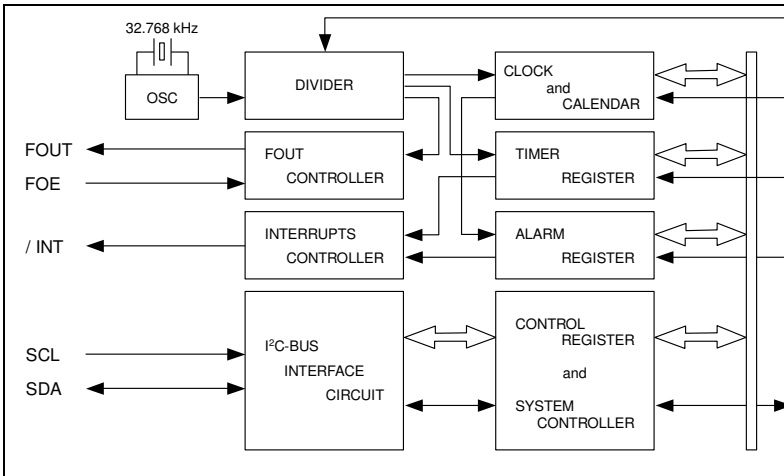 32.768 kHz
OSC
DIVIDER
CLOCK
and
CALENDAR
FOUT
FOE
FOUT
CONTROLLER
TIMER
REGISTER
/ INT
INTERRUPTS
CONTROLLER
ALARM
REGISTER
SCL
SDA
I²C-BUS
INTERFACE
CIRCUIT
CONTROL
REGISTER
and
SYSTEM
CONTROLLER